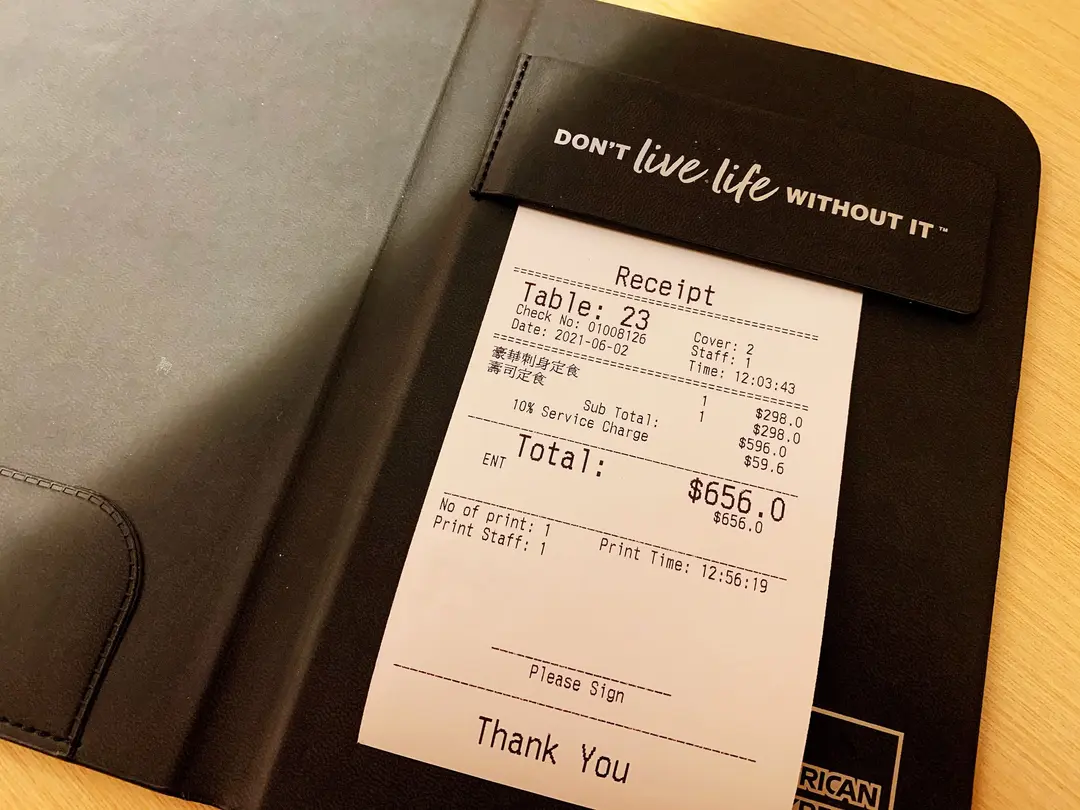 DON'T live life WITHOUT IT™
Receipt
Table: 23
Cover: 2
Check No: 01008126
Staff: 1
Date: 2021-06-02
Time: 12:03:43
豪華刺身定食 1 $298.0
壽司定食 1 $298.0
Sub Total: $596.0
10% Service Charge $59.6
Total: $656.0
ENT $656.0
No of print: 1
Print Staff: 1
Print Time: 12:56:19
Please Sign
Thank You
RICAN